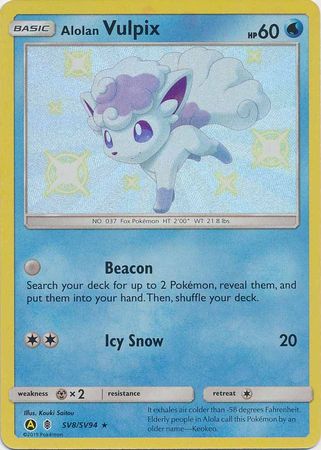 BASIC
Alolan Vulpix HP60
NO. 037 Fox Pokémon HT 2'00" WT 21.8 lbs.
Beacon
Search your deck for up to 2 Pokémon, reveal them, and
put them into your hand. Then, shuffle your deck.
Icy Snow 20
weakness ×2 resistance retreat
Illus. Kouki Saitou
A SV8/SV94
©2019 Pokémon
It exhales air colder than -58 degrees Fahrenheit.
Elderly people in Alola call this Pokémon by an
older name—Keokeo.